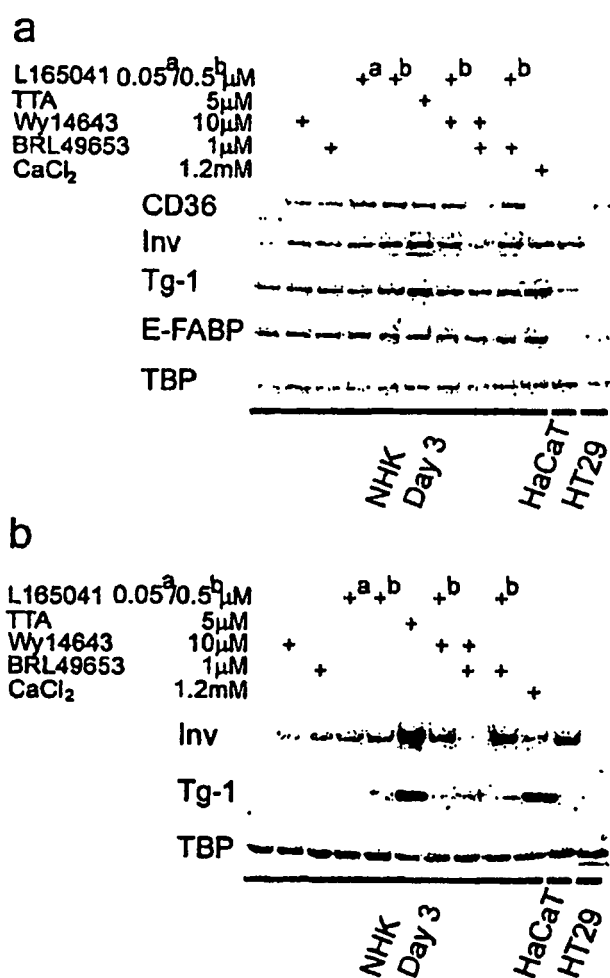 a
L165041 0.05ᵃ/0.5ᵇμM +ᵃ +ᵇ +ᵇ +ᵇ
TTA 5μM +
Wy14643 10μM + + +
BRL49653 1μM + + +
CaCl₂ 1.2mM +
CD36
Inv
Tg-1
E-FABP
TBP
NHK
Day 3
HaCaT
HT29
b
L165041 0.05ᵃ/0.5ᵇμM +ᵃ +ᵇ +ᵇ +ᵇ
TTA 5μM +
Wy14643 10μM + + +
BRL49653 1μM + + +
CaCl₂ 1.2mM +
Inv
Tg-1
TBP
NHK
Day 3
HaCaT
HT29